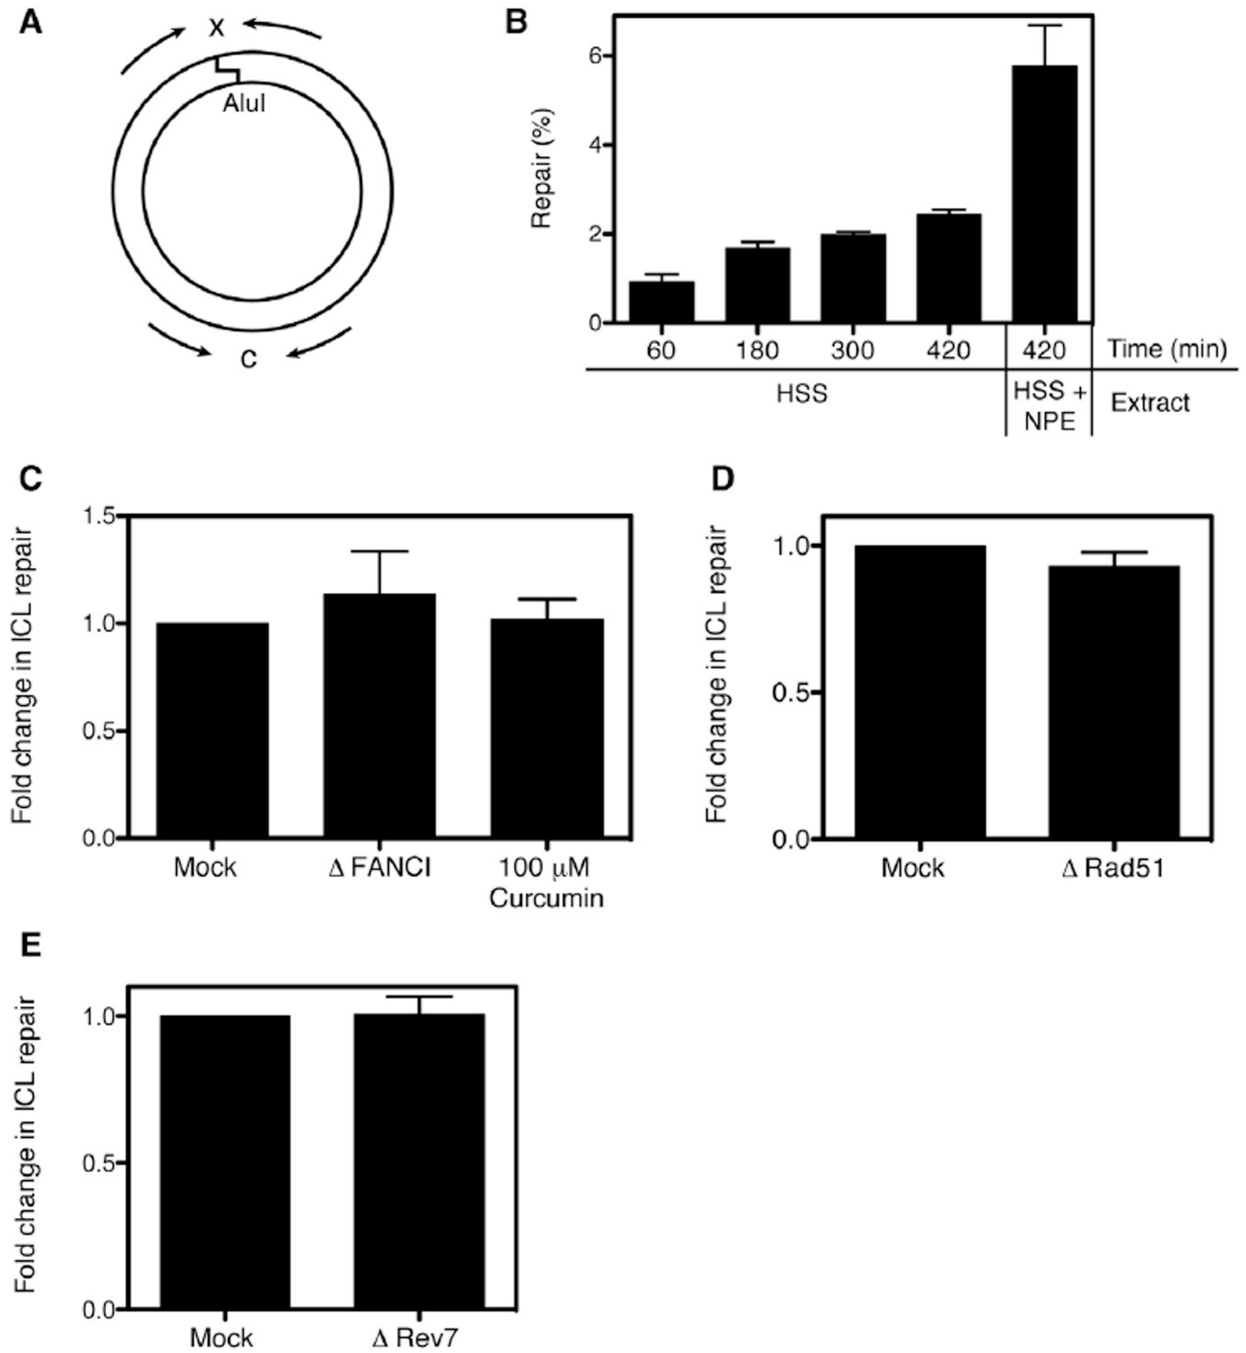 A
X
AluI
C
B
Repair (%)
6
4
2
0
60 180 300 420 420 Time (min)
HSS HSS + NPE Extract
C
Fold change in ICL repair
1.5
1.0
0.5
0.0
Mock Δ FANCI 100 μM
Curcumin
D
Fold change in ICL repair
1.0
0.5
0.0
Mock Δ Rad51
E
Fold change in ICL repair
1.0
0.5
0.0
Mock Δ Rev7